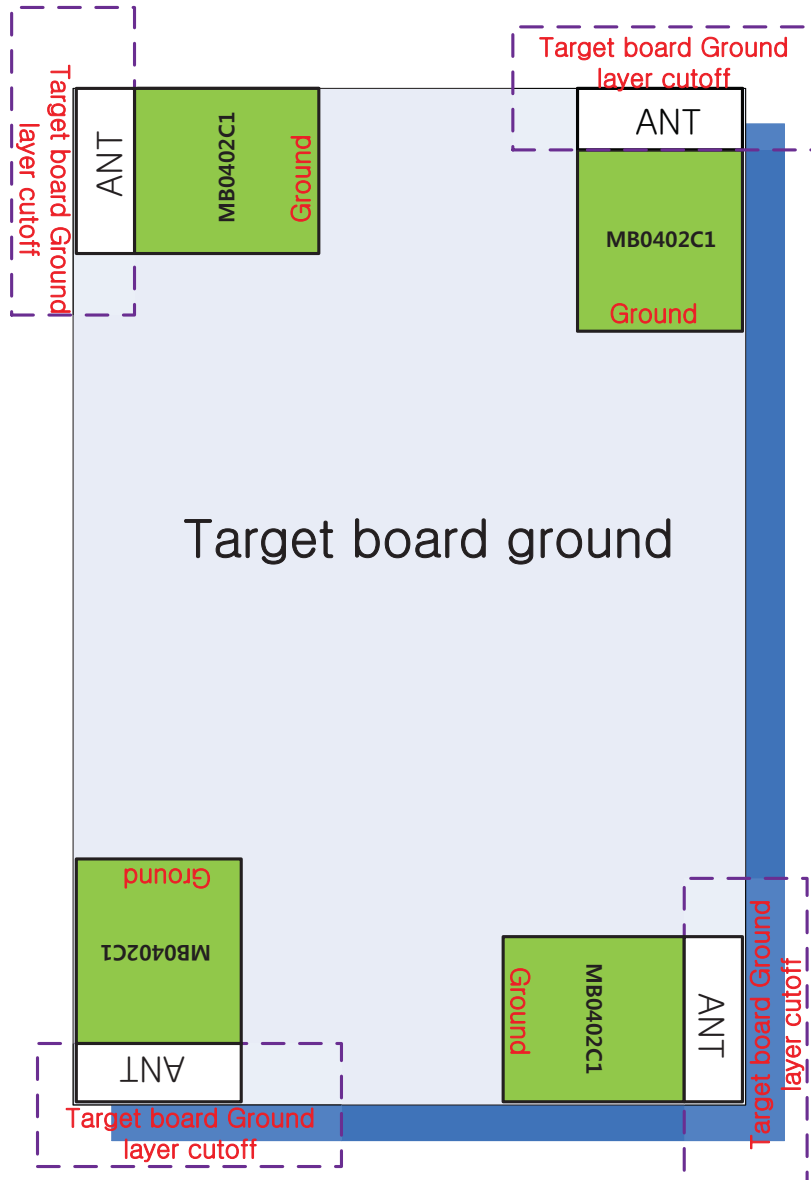 Target board Ground
layer cutoff
ANT
MB0402C1
Ground
Target board Ground
layer cutoff
ANT
MB0402C1
Ground
Target board ground
Ground
MB0402C1
ANT
Target board Ground
layer cutoff
Ground
MB0402C1
ANT
Target board Ground
layer cutoff